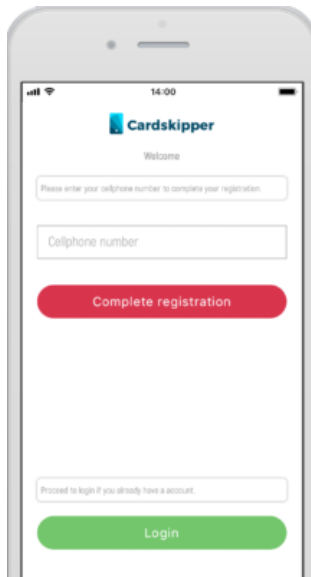 14:00
Cardskipper
Welcome
Please enter your cellphone number to complete your registration.
Cellphone number
Complete registration
Proceed to login if you already have a account
Login